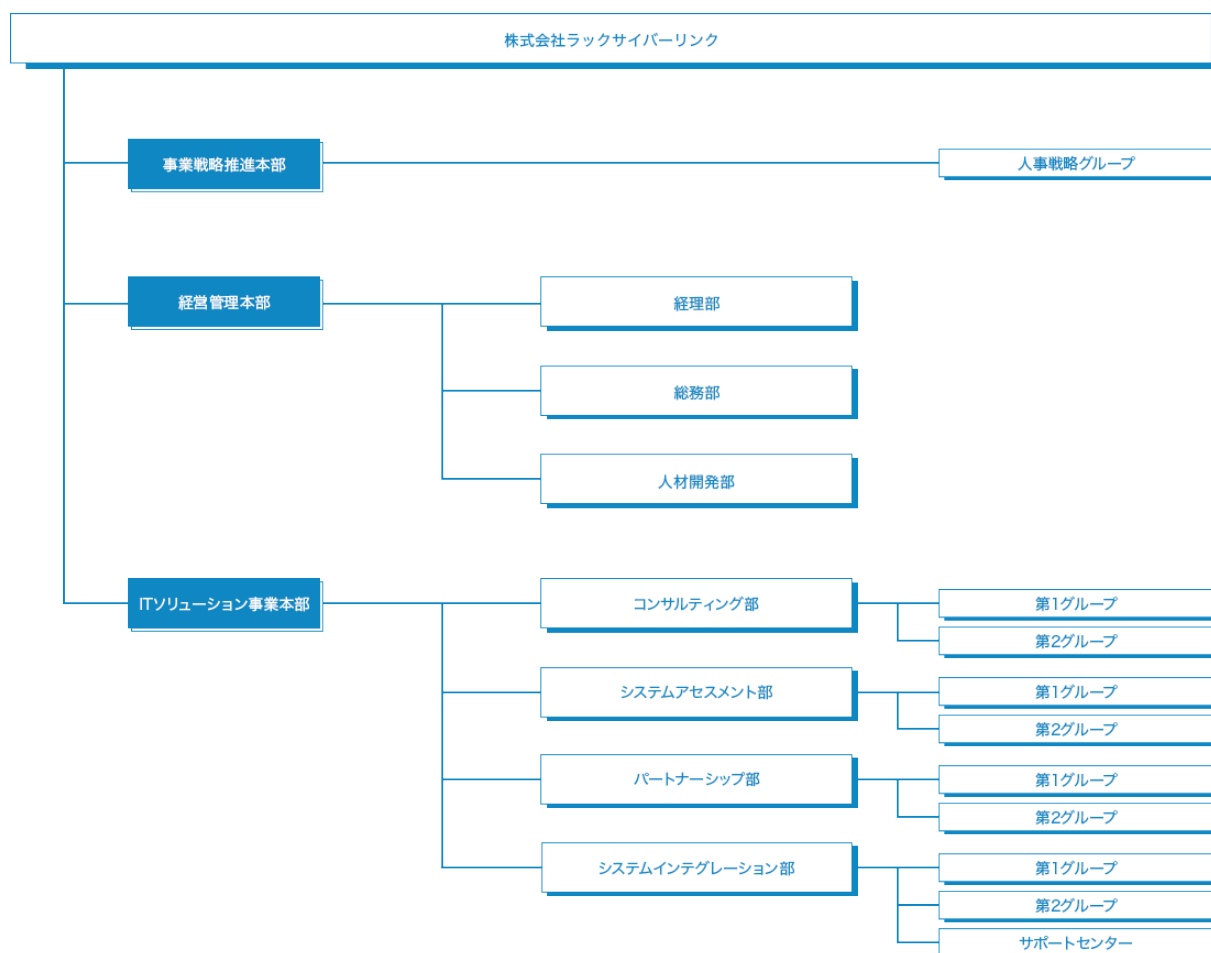 株式会社ラックサイバーリンク
事業戦略推進本部
人事戦略グループ
経営管理本部
経理部
総務部
人材開発部
ITソリューション事業本部
コンサルティング部
第1グループ
第2グループ
システムアセスメント部
第1グループ
第2グループ
パートナーシップ部
第1グループ
第2グループ
システムインテグレーション部
第1グループ
第2グループ
サポートセンター